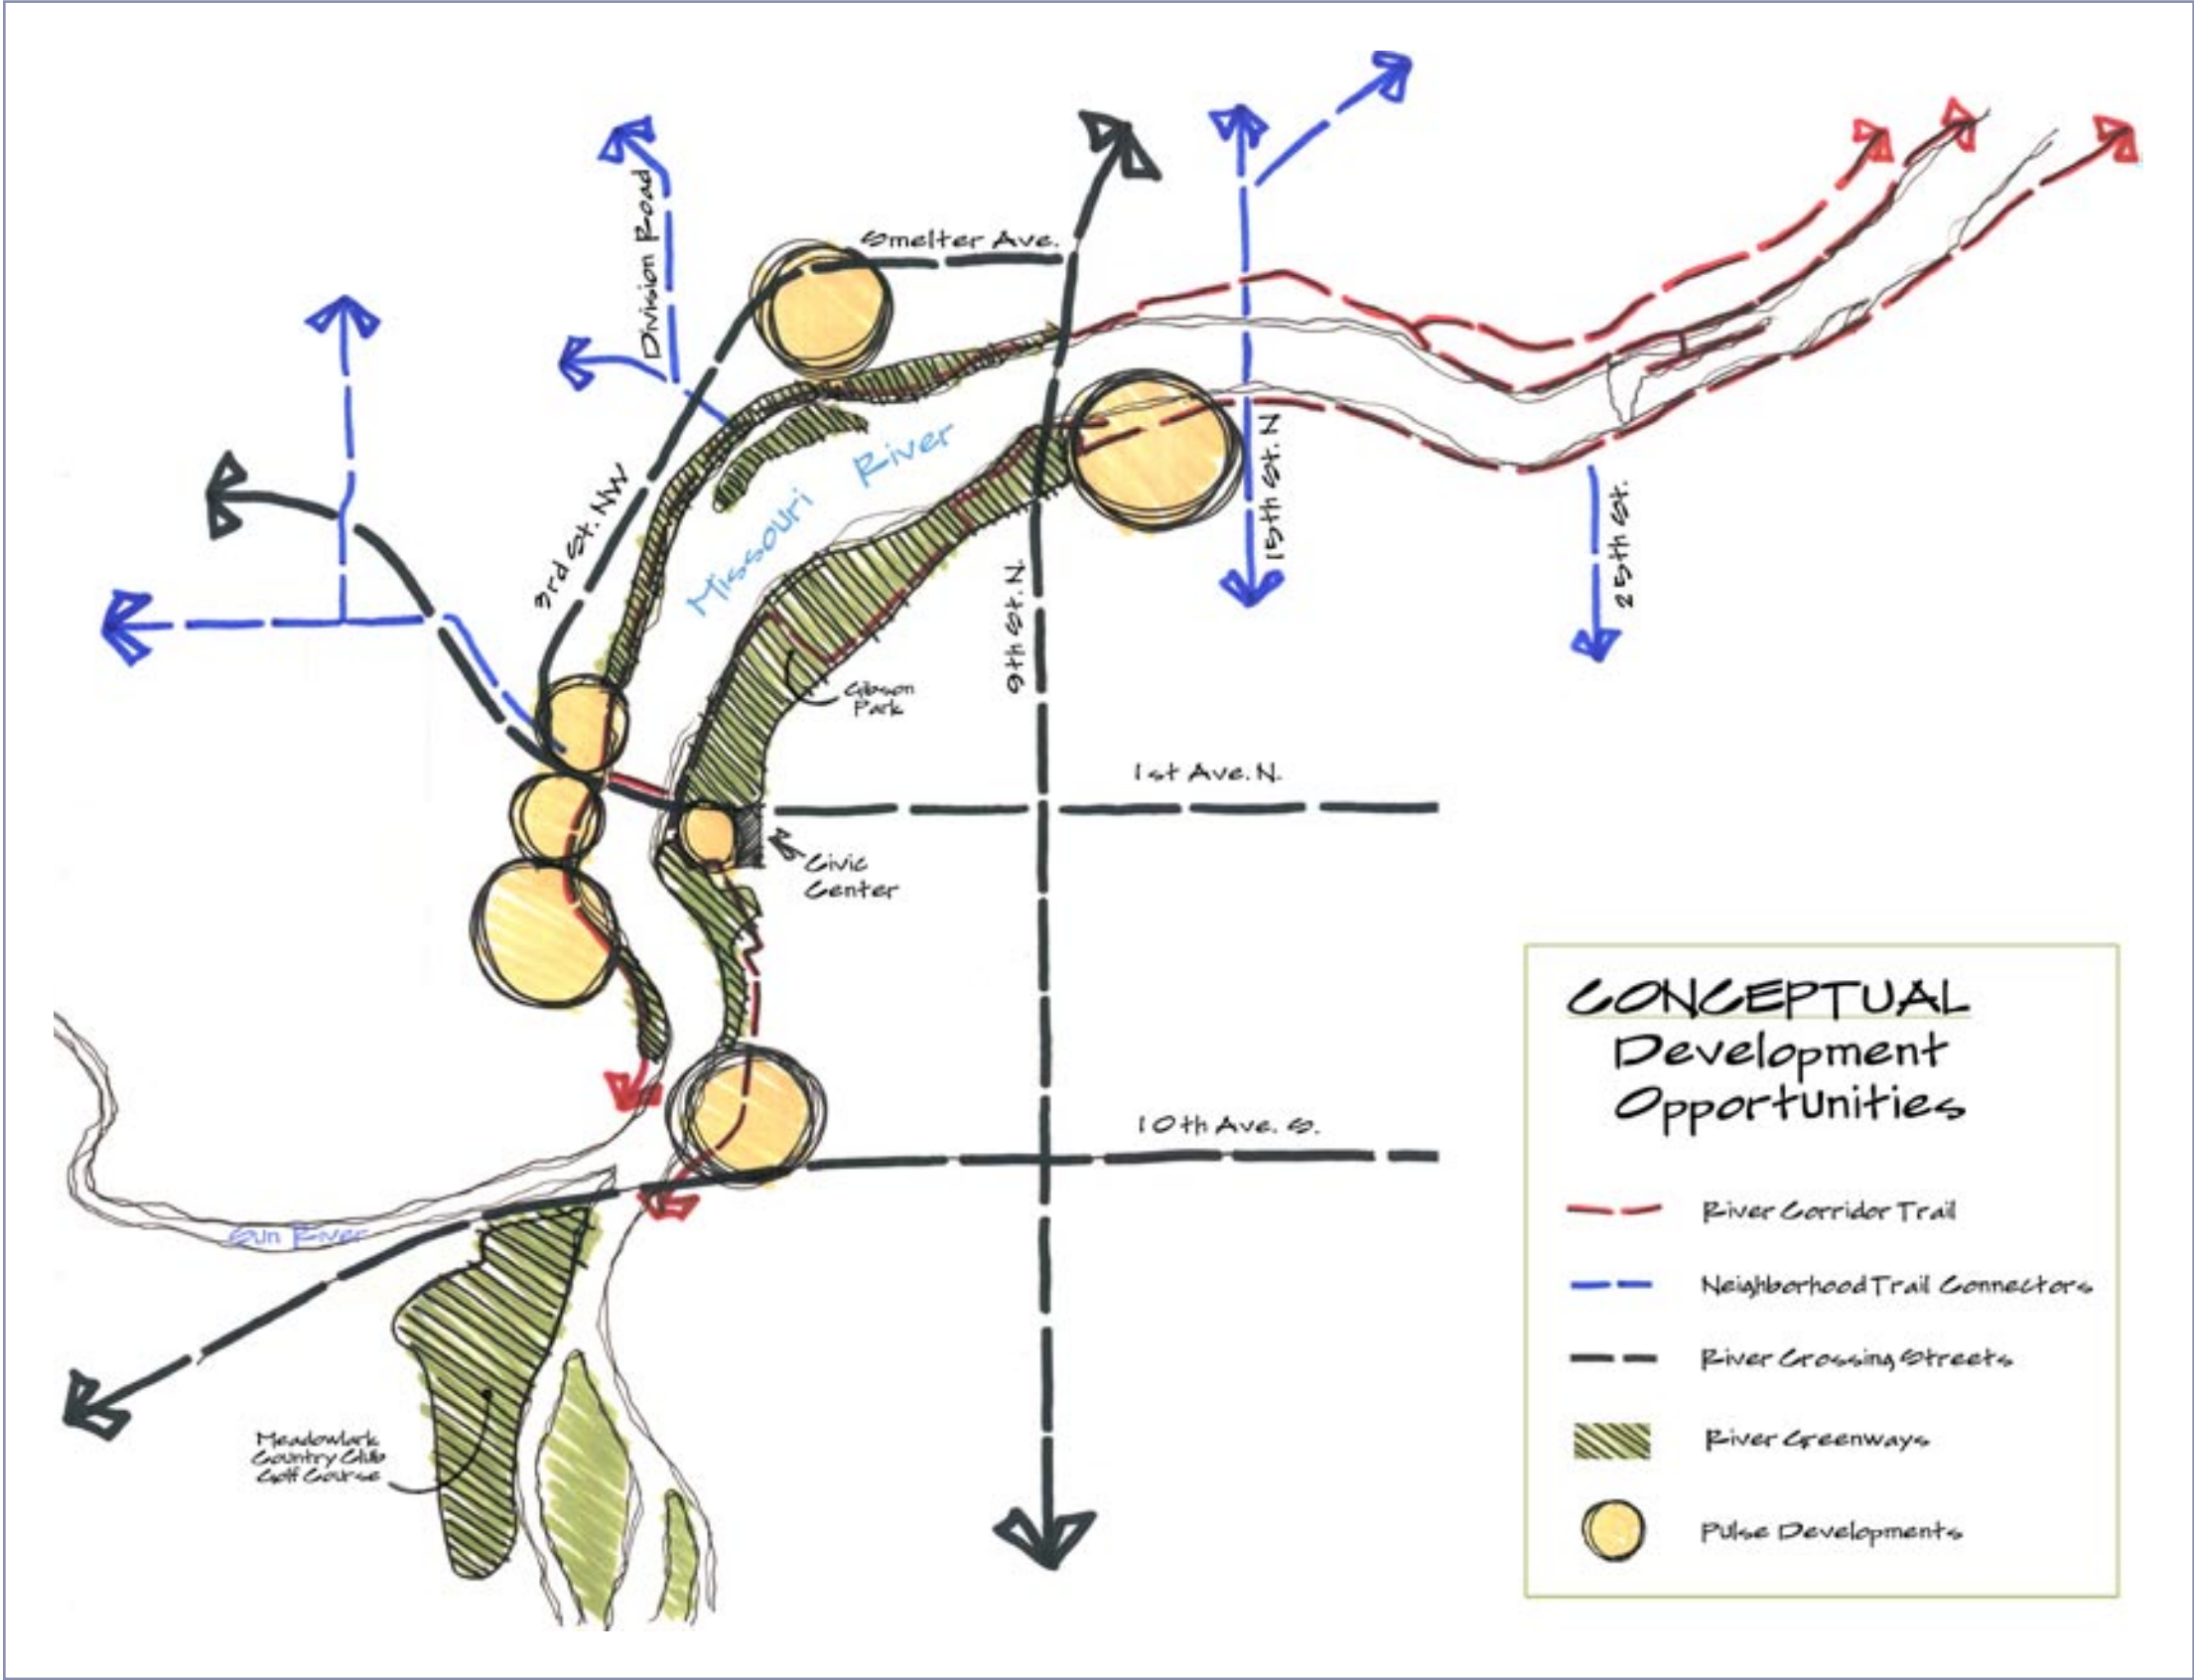 Smelter Ave.
Division Road
3rd St. NW
Missouri River
15th St. N
25th St.
9th St. N.
Gibson
Park
1st Ave. N.
Civic
Center
10th Ave. S.
Sun River
Meadowlark
Country Club
Golf Course
CONCEPTUAL
Development
Opportunities
River Corridor Trail
Neighborhood Trail Connectors
River Crossing Streets
River Greenways
Pulse Developments